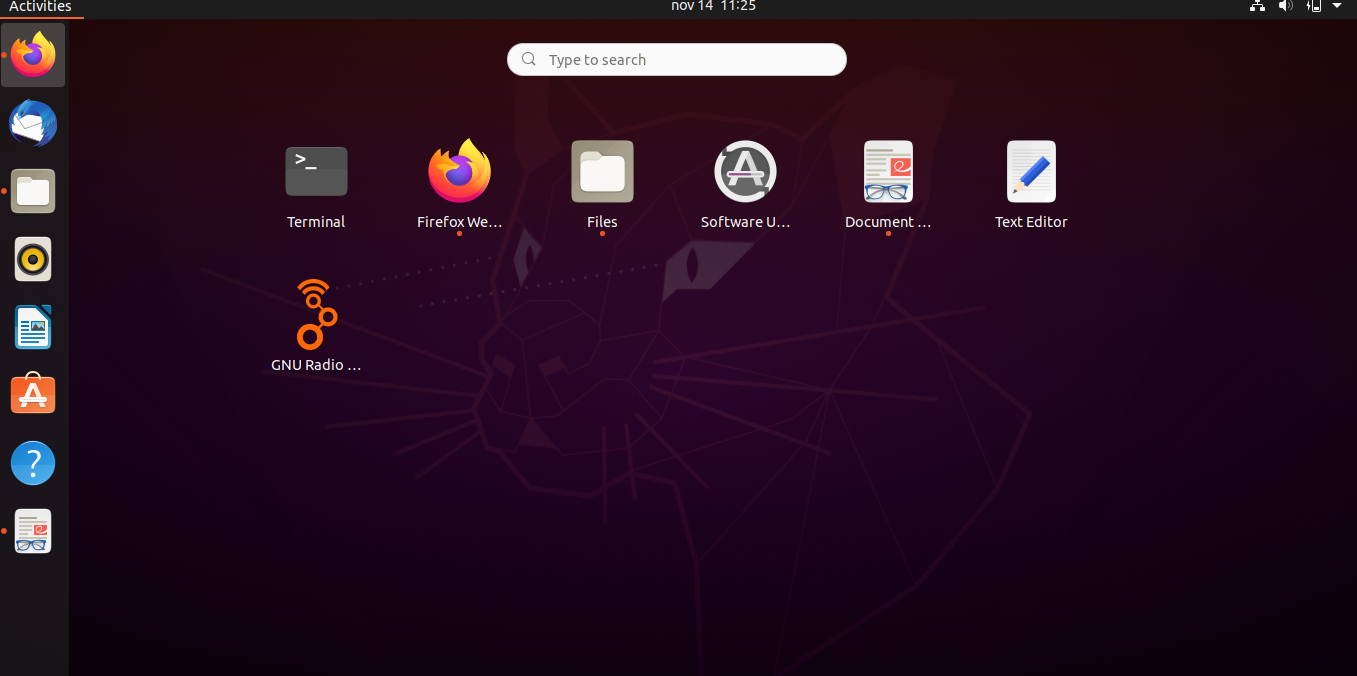 Activities
nov 14 11:25
Type to search
>_
Terminal
Firefox We…
Files
Software U…
Document …
Text Editor
GNU Radio …
?